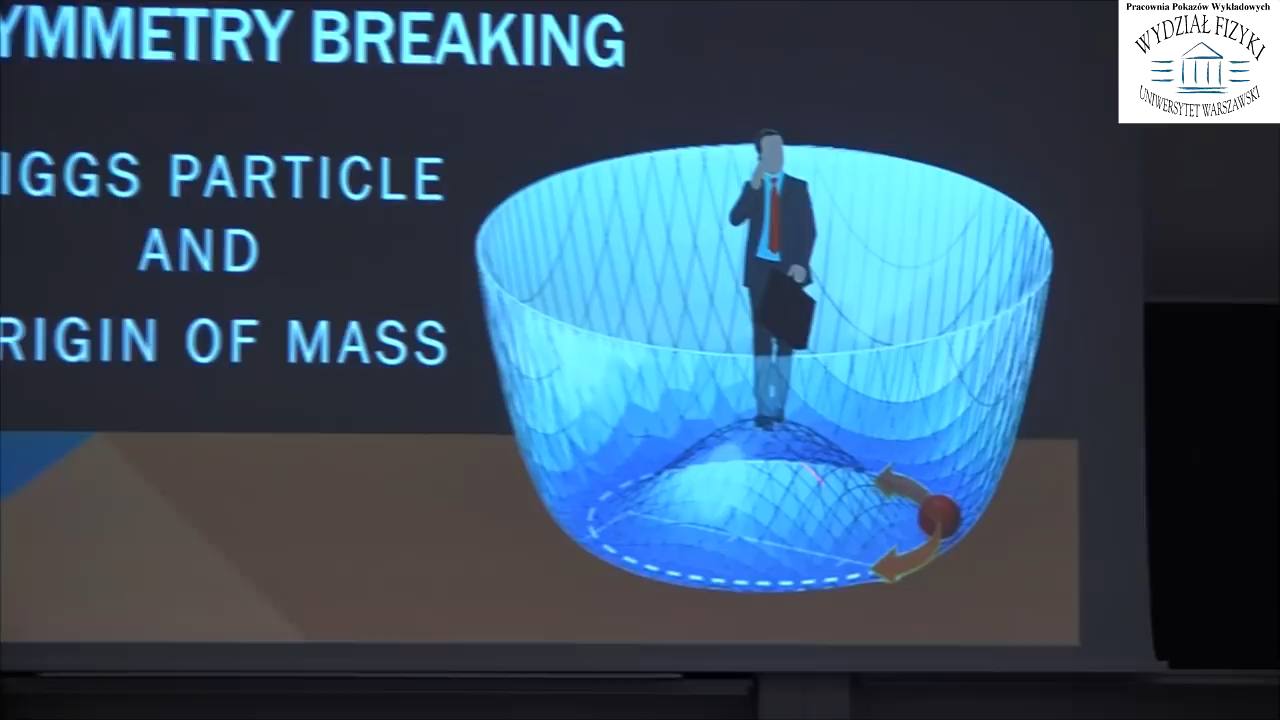 Pracownia Pokazów Wykładowych
WYDZIAŁ FIZYKI
UNIWERSYTET WARSZAWSKI
YMMETRY BREAKING
IGGS PARTICLE
AND
RIGIN OF MASS